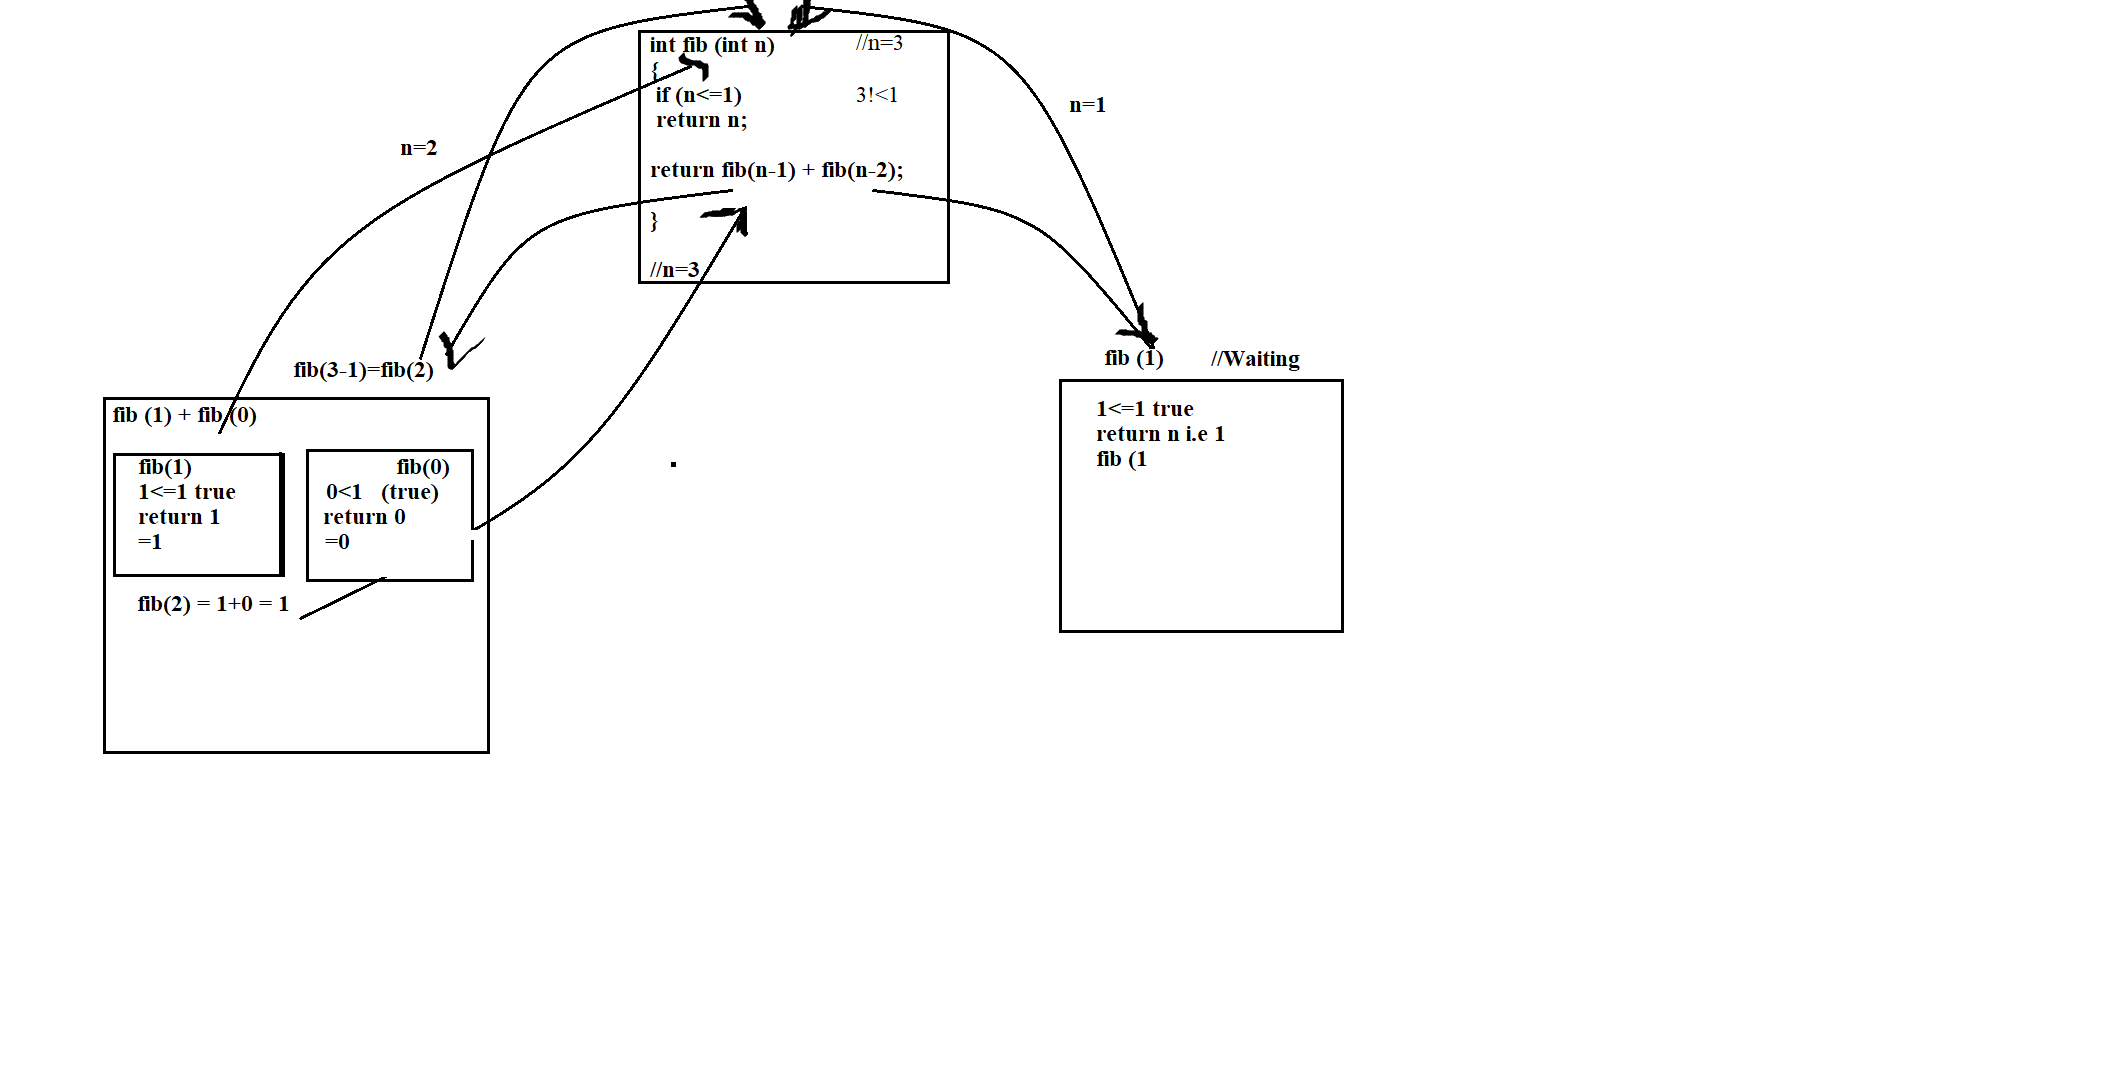 int fib (int n) //n=3
{
if (n<=1) 3!<1
return n;
return fib(n-1) + fib(n-2);
}
//n=3
n=2
n=1
fib(3-1)=fib(2)
fib (1) + fib (0)
fib(1)
1<=1 true
return 1
=1
fib(0)
0<1 (true)
return 0
=0
fib(2) = 1+0 = 1
fib (1) //Waiting
1<=1 true
return n i.e 1
fib (1